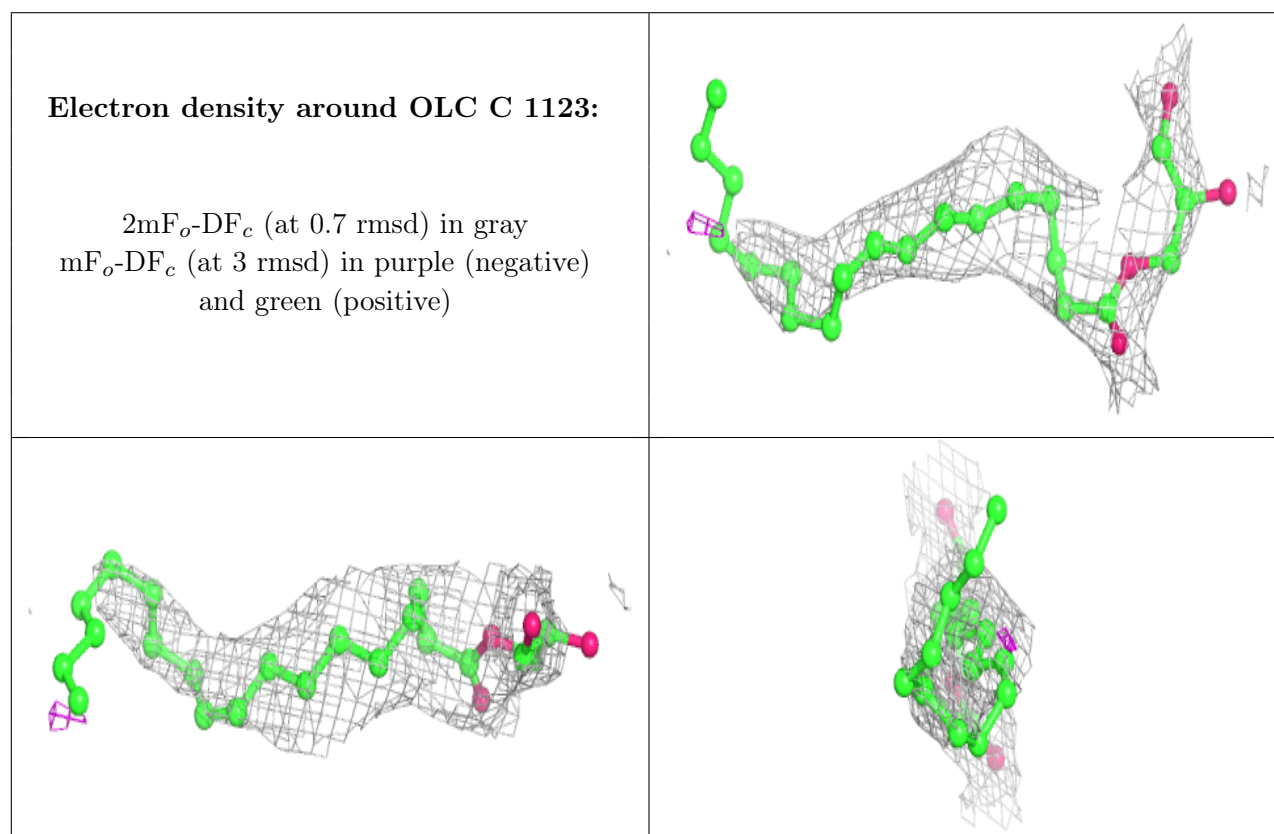 Electron density around OLC C 1123:
2mFo-DFc (at 0.7 rmsd) in gray
mFo-DFc (at 3 rmsd) in purple (negative)
and green (positive)